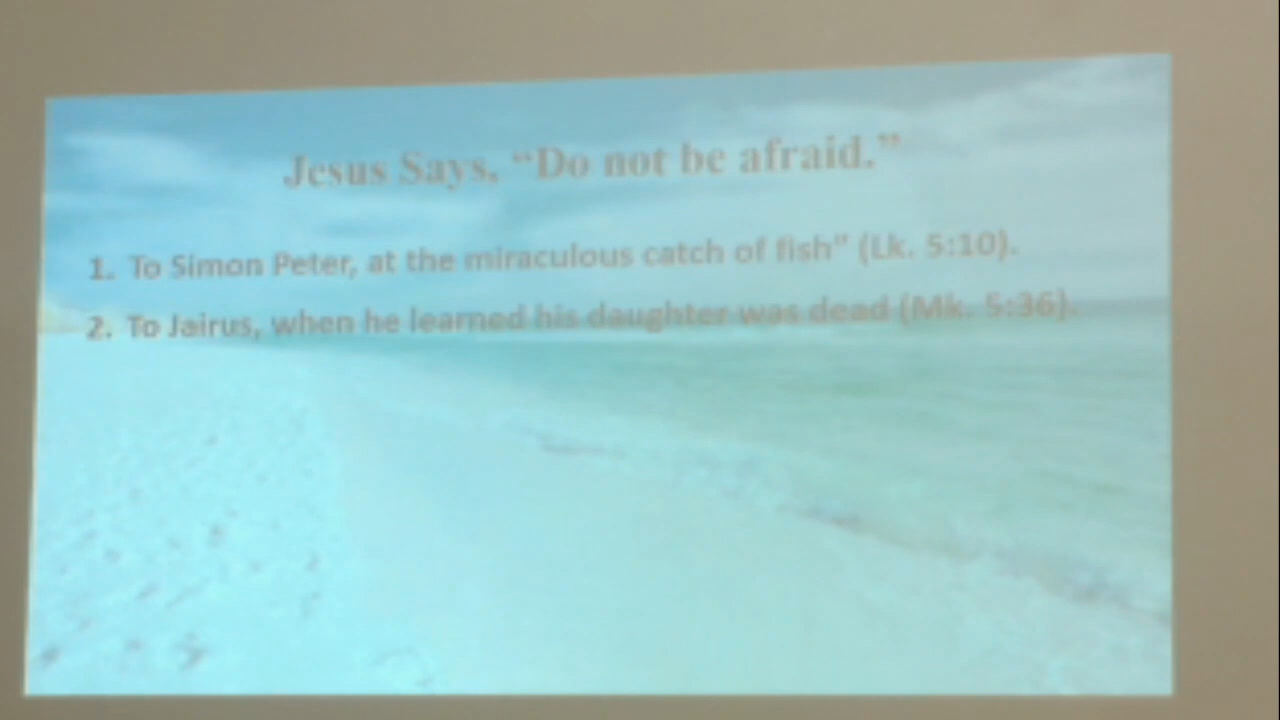 Jesus Says, “Do not be afraid.”
1. To Simon Peter, at the miraculous catch of fish” (Lk. 5:10).
2. To Jairus, when he learned his daughter was dead (Mk. 5:36).